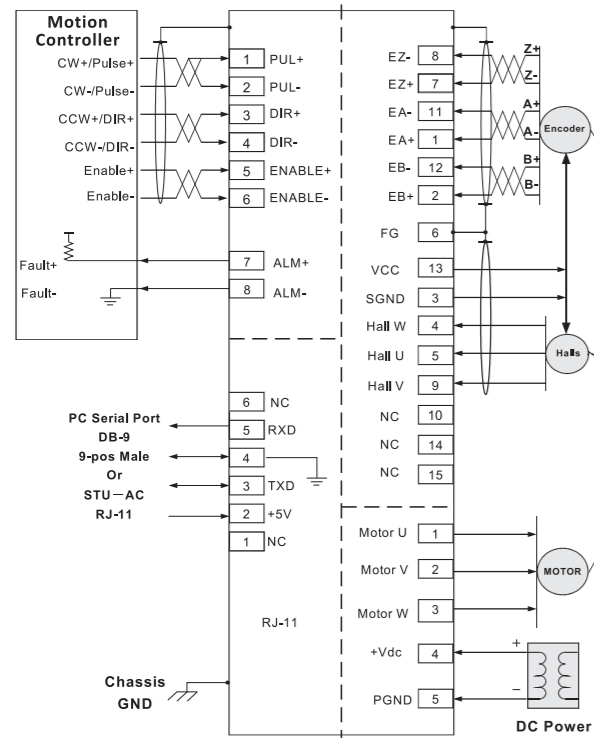 Motion
Controller
CW+/Pulse+
CW-/Pulse-
CCW+/DIR+
CCW-/DIR-
Enable+
Enable-
Fault+
Fault-
1 PUL+
2 PUL-
3 DIR+
4 DIR-
5 ENABLE+
6 ENABLE-
7 ALM+
8 ALM-
PC Serial Port
DB-9
9-pos Male
Or
STU—AC
RJ-11
6 NC
5 RXD
4
3 TXD
2 +5V
1 NC
RJ-11
Chassis
GND
EZ- 8
EZ+ 7
EA- 11
EA+ 1
EB- 12
EB+ 2
FG 6
VCC 13
SGND 3
Hall W 4
Hall U 5
Hall V 9
NC 10
NC 14
NC 15
Z+
Z-
A+
A-
B+
B-
Encoder
Halls
Motor U 1
Motor V 2
Motor W 3
+Vdc 4
PGND 5
MOTOR
+
–
DC Power